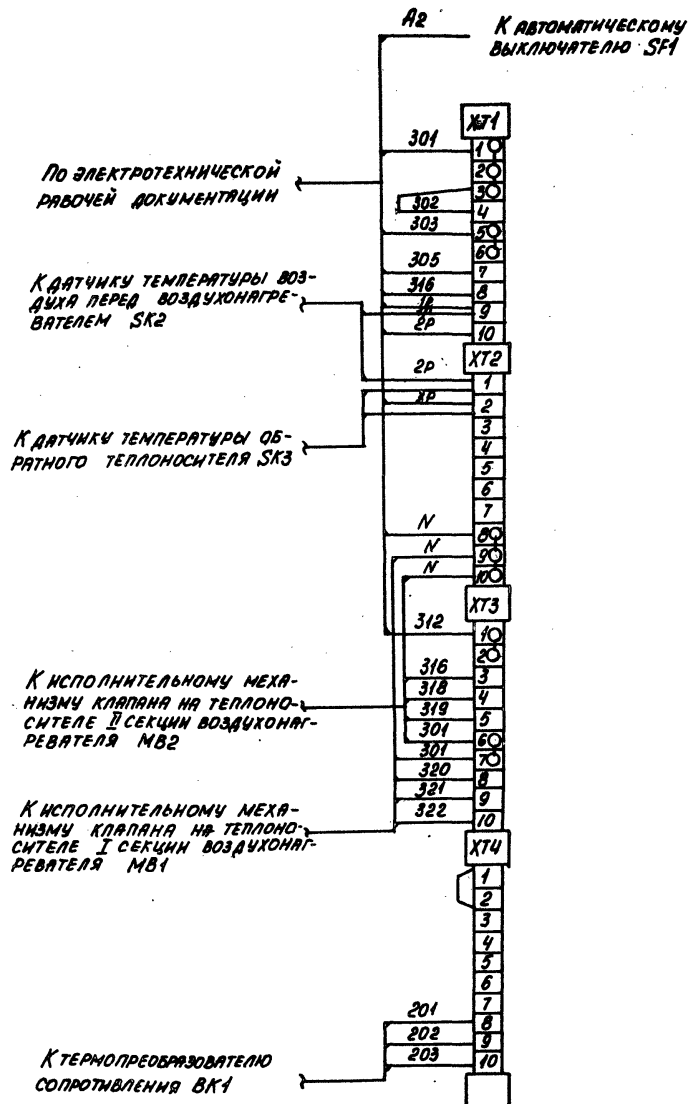 А2
К АВТОМАТИЧЕСКОМУ
ВЫКЛЮЧАТЕЛЮ SF1
ХТ1
301
1
2
ПО ЭЛЕКТРОТЕХНИЧЕСКОЙ
РАБОЧЕЙ ДОКУМЕНТАЦИИ
3
302
4
303
5
6
305
7
К ДАТЧИКУ ТЕМПЕРАТУРЫ ВОЗ-
ДУХА ПЕРЕД ВОЗДУХОНАГРЕ-
ВАТЕЛЕМ SK2
316
8
9
2Р
10
ХТ2
2Р
1
2
К ДАТЧИКУ ТЕМПЕРАТУРЫ ОБ-
РАТНОГО ТЕПЛОНОСИТЕЛЯ SK3
3
4
5
6
7
N
8
N
9
N
10
ХТ3
312
1
2
К ИСПОЛНИТЕЛЬНОМУ МЕХА-
НИЗМУ КЛАПАНА НА ТЕПЛОНО-
СИТЕЛЕ II СЕКЦИИ ВОЗДУХОНАГ-
РЕВАТЕЛЯ МВ2
316
3
318
4
319
5
301
6
301
7
320
8
321
9
322
10
К ИСПОЛНИТЕЛЬНОМУ МЕХА-
НИЗМУ КЛАПАНА НА ТЕПЛОНО-
СИТЕЛЕ I СЕКЦИИ ВОЗДУХОНАГ-
РЕВАТЕЛЯ МВ1
ХТ4
1
2
3
4
5
6
7
201
8
202
9
203
10
К ТЕРМОПРЕОБРАЗОВАТЕЛЮ
СОПРОТИВЛЕНИЯ ВК1